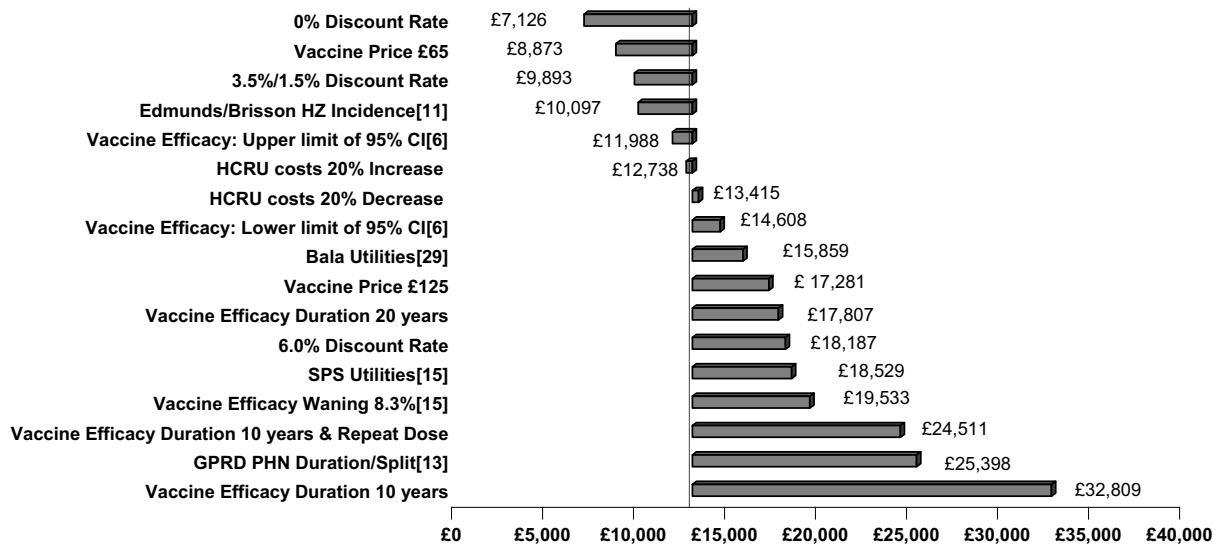 0% Discount Rate £7,126
Vaccine Price £65 £8,873
3.5%/1.5% Discount Rate £9,893
Edmunds/Brisson HZ Incidence[11] £10,097
Vaccine Efficacy: Upper limit of 95% CI[6] £11,988
HCRU costs 20% Increase £12,738
HCRU costs 20% Decrease £13,415
Vaccine Efficacy: Lower limit of 95% CI[6] £14,608
Bala Utilities[29] £15,859
Vaccine Price £125 £ 17,281
Vaccine Efficacy Duration 20 years £17,807
6.0% Discount Rate £18,187
SPS Utilities[15] £18,529
Vaccine Efficacy Waning 8.3%[15] £19,533
Vaccine Efficacy Duration 10 years & Repeat Dose £24,511
GPRD PHN Duration/Split[13] £25,398
Vaccine Efficacy Duration 10 years £32,809
£0 £5,000 £10,000 £15,000 £20,000 £25,000 £30,000 £35,000 £40,000